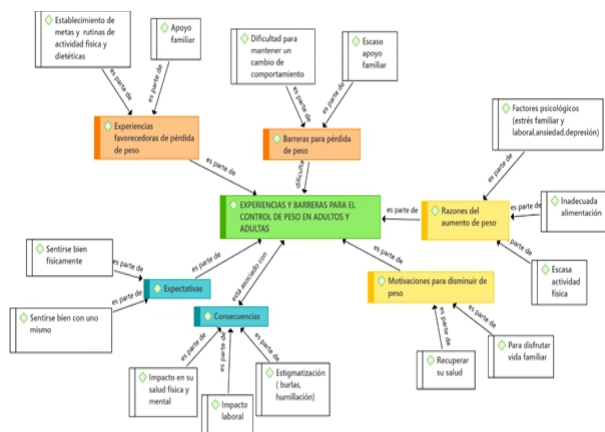 Establecimiento de
metas y rutinas de
actividad física y
dietéticas
Apoyo
familiar
es parte de
es parte de
Experiencias
favorecedoras de pérdida
de peso
es parte de
Dificultad para
mantener un
cambio de
comportamiento
Escaso
apoyo
familiar
es parte de
es parte de
Barreras para pérdida
de peso
dificulta
Factores psicológicos
(estrés familiar y
laboral,ansiedad,depresión)
es parte de
Inadecuada
alimentación
es parte de
Escasa
actividad
física
es parte de
Razones del
aumento de peso
es parte de
EXPERIENCIAS Y BARRERAS PARA EL
CONTROL DE PESO EN ADULTOS Y
ADULTAS
Sentirse bien
físicamente
es parte de
Sentirse bien con uno
mismo
es parte de
Expectativas
es parte de
está asociado con
Consecuencias
es parte de
es parte de
es parte de
Impacto en su
salud física y
mental
Impacto
laboral
Estigmatización
( burlas,
humillación)
es parte de
Motivaciones para disminuir de
peso
es parte de
es parte de
Recuperar
su salud
Para disfrutar
vida familiar